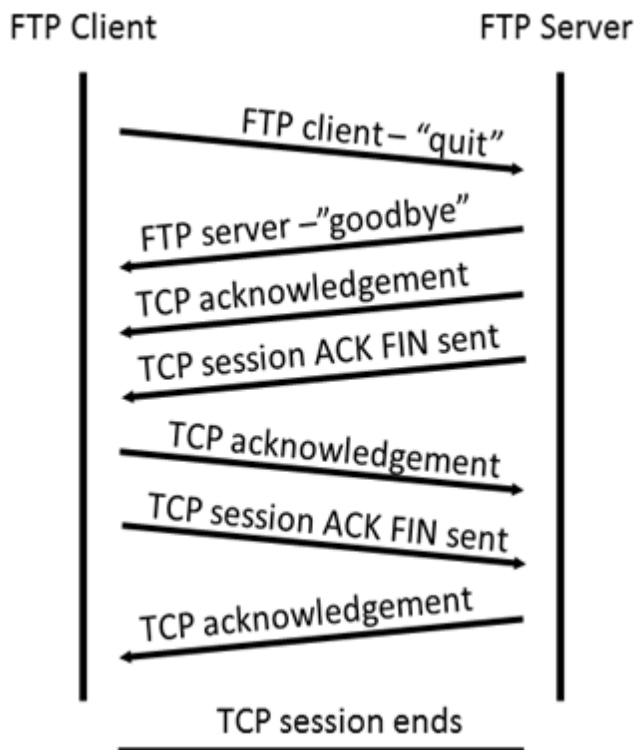 FTP Client
FTP Server
FTP client – “quit”
FTP server –”goodbye”
TCP acknowledgement
TCP session ACK FIN sent
TCP acknowledgement
TCP session ACK FIN sent
TCP acknowledgement
TCP session ends